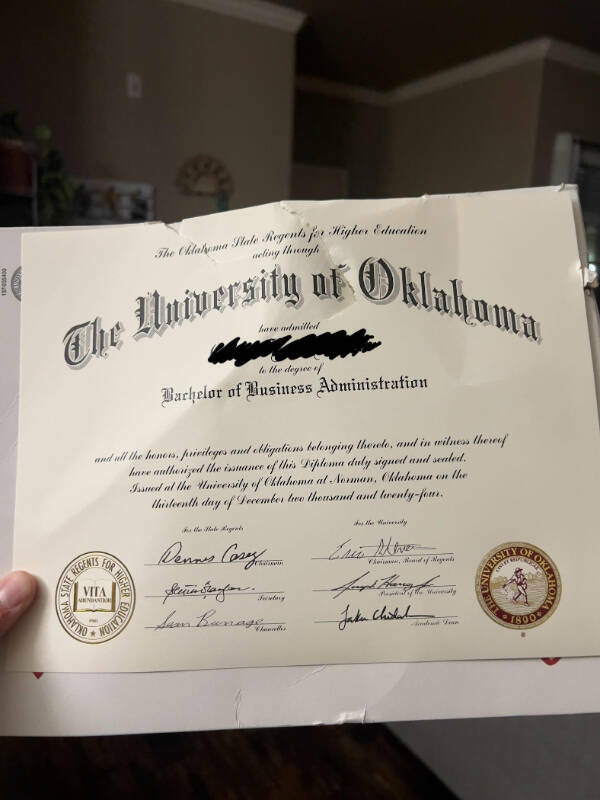 The Oklahoma State Regents for Higher Education
acting through
The University of Oklahoma
have admitted
to the degree of
Bachelor of Business Administration
and all the honors, privileges and obligations belonging thereto, and in witness thereof
have authorized the issuance of this Diploma duly signed and sealed.
Issued at the University of Oklahoma at Norman, Oklahoma on the
thirteenth day of December two thousand and twenty-four.
For the State Regents
For the University
Dennis Casey
Chairman
Chairman, Board of Regents
Secretary
President of the University
Chancellor
Academic Dean
OKLAHOMA STATE REGENTS FOR HIGHER EDUCATION
VITA
ABUNDANTIOR
THE UNIVERSITY OF OKLAHOMA
1890